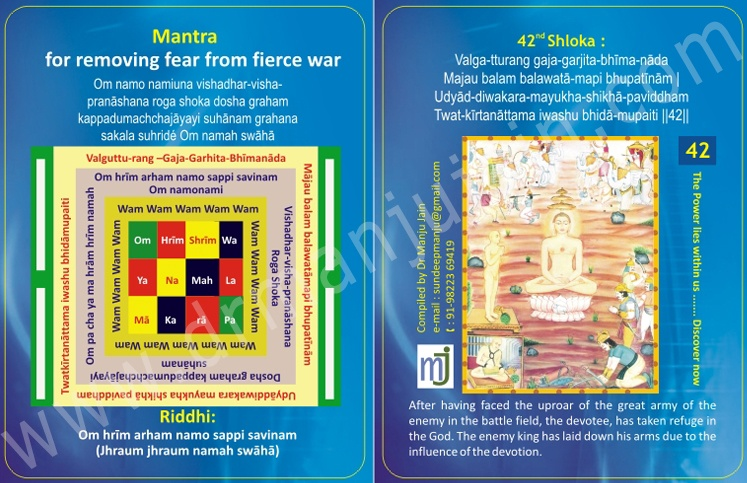 Mantra
for removing fear from fierce war
Om namo namiuna vishadhar-visha-
pranāshana roga shoka dosha graham
kappadumachchajāyayi suhānam grahana
sakala suhridé Om namah swāhā
Valguttu-rang –Gaja-Garhita-Bhīmanāda
Mājau balam balawatāmapi bhupatīnām
Udyāddiwakara mayukha shikhā paviddham
Twatkīrtanāttama iwashu bhidāmupaiti
Om hrīm arham namo sappi savinam
Om namonami
Vishadhar-visha-pranāshana
Roga Shoka
Dosha graham kappadumachchajāyayi
suhānam
Om pa cha ya ma hrām hrīm namah
Wam Wam Wam Wam Wam
Wam Wam Wam Wam Wam
Wam Wam Wam Wam Wam
Wam Wam Wam Wam
Om Hrīm Shrīm Wa
Ya Na Mah La
Mā Ka rā Pa
Riddhi:
Om hrīm arham namo sappi savinam
(Jhraum jhraum namah swāhā)
42nd Shloka :
Valga-tturang gaja-garjita-bhīma-nāda
Majau balam balawatā-mapi bhupatīnām |
Udyād-diwakara-mayukha-shikhā-paviddham
Twat-kīrtanāttama iwashu bhidā-mupaiti ||42||
42
The Power lies within us ....... Discover now
Compiled by Dr Manju Jain
e-mail : sundeepmanju@gmail.com
: 91-98223 69419
mj
After having faced the uproar of the great army of the
enemy in the battle field, the devotee, has taken refuge in
the God. The enemy king has laid down his arms due to the
influence of the devotion.
www.drmanjujain.com